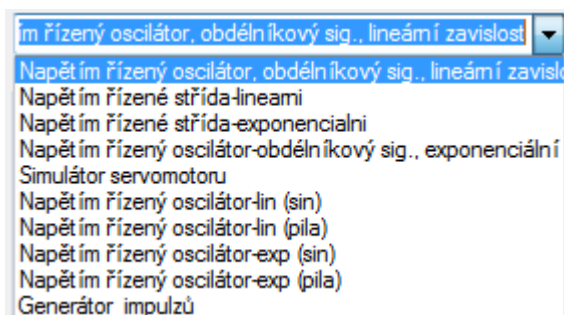 ím řízený oscilátor, obdélníkový sig., lineární zavislost
Napětím řízený oscilátor, obdélníkový sig., lineární zavislo
Napětím řízené střída-linearni
Napětím řízené střída-exponencialni
Napětím řízený oscilátor-obdélníkový sig., exponenciální
Simulátor servomotoru
Napětím řízený oscilátor-lin (sin)
Napětím řízený oscilátor-lin (pila)
Napětím řízený oscilátor-exp (sin)
Napětím řízený oscilátor-exp (pila)
Generátor impulzů